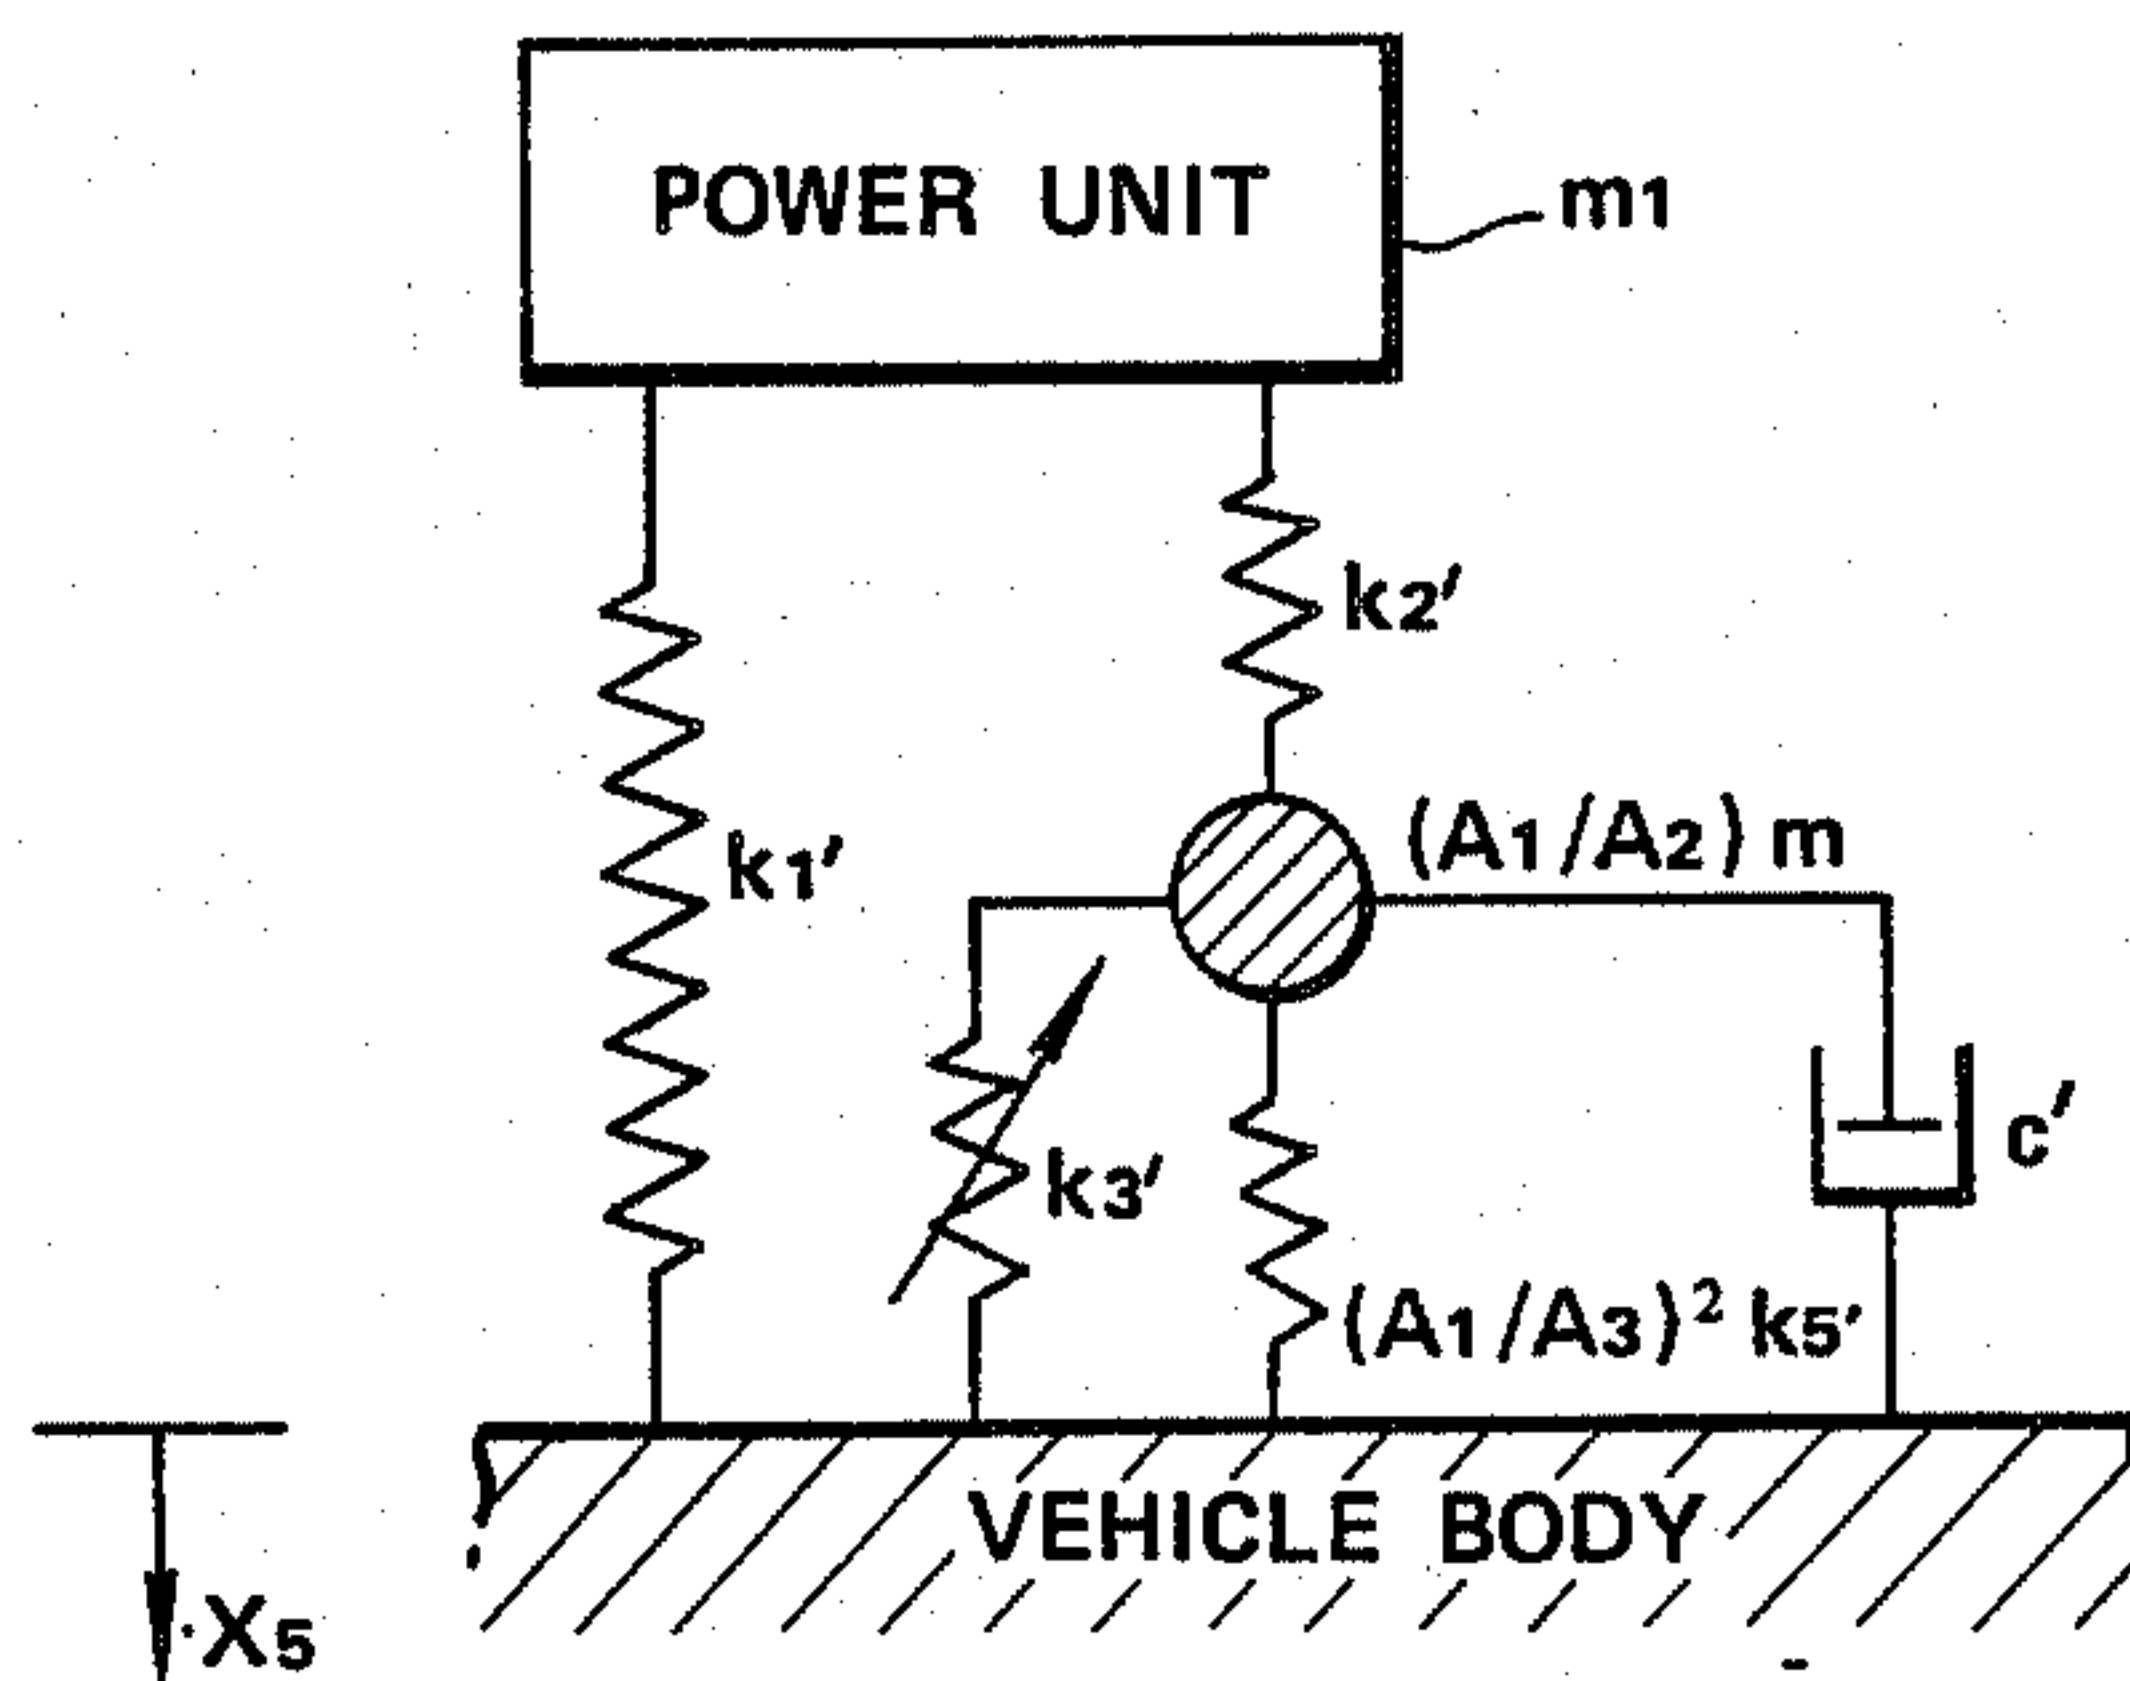 POWER UNIT
m1
k2′
(A1/A2) m
k1′
k3′
c′
(A1/A3)² k5′
VEHICLE BODY
X5